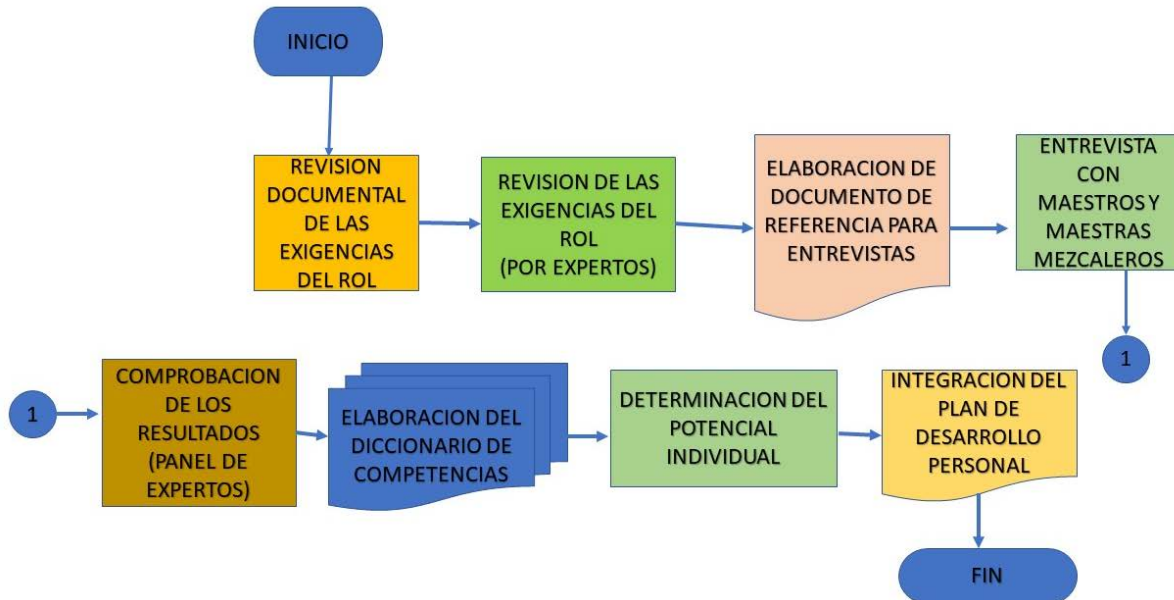 INICIO
REVISION
DOCUMENTAL
DE LAS
EXIGENCIAS
DEL ROL
REVISION DE LAS
EXIGENCIAS DEL
ROL
(POR EXPERTOS)
ELABORACION DE
DOCUMENTO DE
REFERENCIA PARA
ENTREVISTAS
ENTREVISTA
CON
MAESTROS Y
MAESTRAS
MEZCALEROS
1
1
COMPROBACION
DE LOS
RESULTADOS
(PANEL DE
EXPERTOS)
ELABORACION DEL
DICCIONARIO DE
COMPETENCIAS
DETERMINACION DEL
POTENCIAL
INDIVIDUAL
INTEGRACION DEL
PLAN DE
DESARROLLO
PERSONAL
FIN